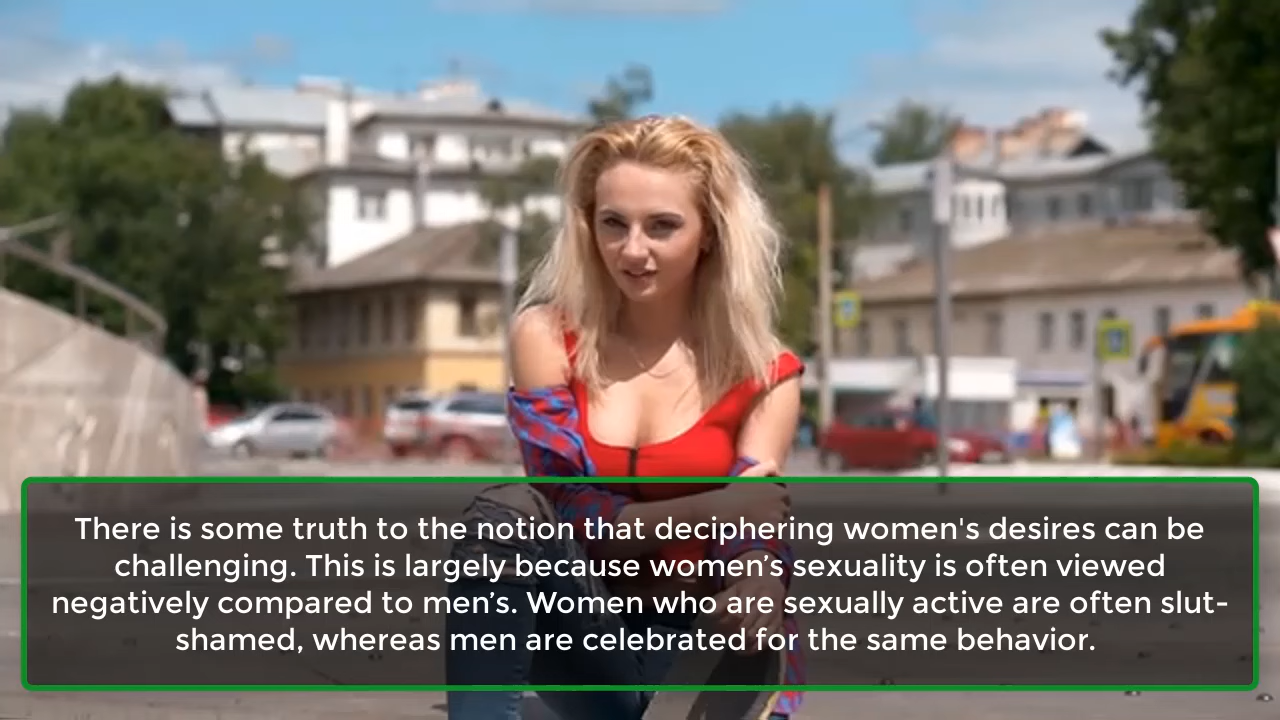 There is some truth to the notion that deciphering women's desires can be
challenging. This is largely because women’s sexuality is often viewed
negatively compared to men’s. Women who are sexually active are often slut-
shamed, whereas men are celebrated for the same behavior.